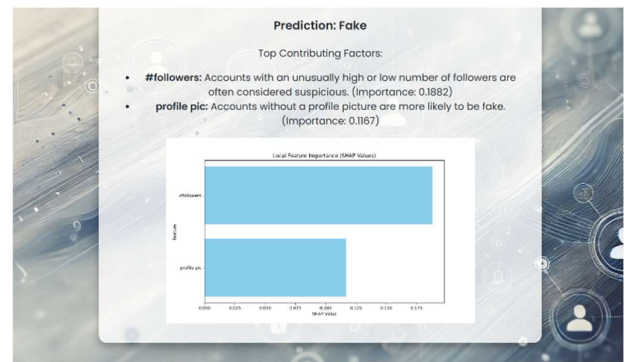 Prediction: Fake
Top Contributing Factors:
• #followers: Accounts with an unusually high or low number of followers are
often considered suspicious. (Importance: 0.1882)
• profile pic: Accounts without a profile picture are more likely to be fake.
(Importance: 0.1167)
Local Feature Importance (SHAP Values)
#followers
Feature
profile pic
0.000 0.025 0.050 0.075 0.100 0.125 0.150 0.175
SHAP Value